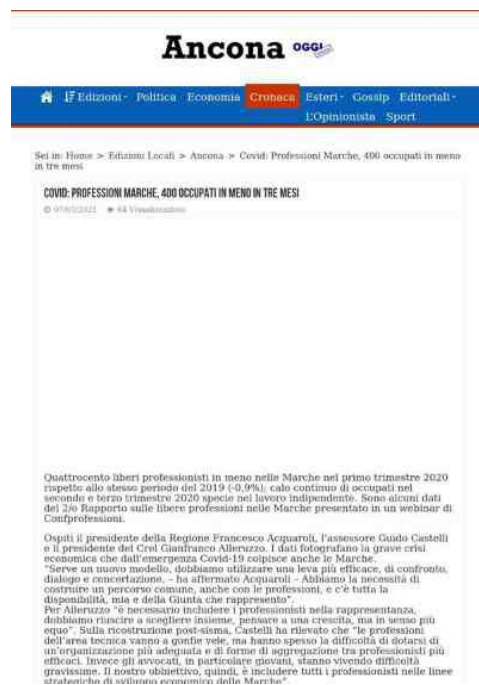 Ancona OGGI
Edizioni Politica Economia Cronaca Esteri Gossip Editoriali
L'Opinionista Sport
Sei in: Home > Edizioni Locali > Ancona > Covid: Professioni Marche, 400 occupati in meno
in tre mesi
COVID: PROFESSIONI MARCHE, 400 OCCUPATI IN MENO IN TRE MESI
64 Visualizzazioni
Quattrocento liberi professionisti in meno nelle Marche nel primo trimestre 2020
rispetto allo stesso periodo del 2019 (-0,9%); calo continuo di occupati nel
secondo e terzo trimestre 2020 specie nel lavoro indipendente. Sono alcuni dati
del 2/o Rapporto sulle libere professioni nelle Marche presentato in un webinar di
Confprofessioni.
Ospiti il presidente della Regione Francesco Acquaroli, l'assessore Guido Castelli
e il presidente del Crel Gianfranco Alleruzzo. I dati fotografano la grave crisi
economica che dall'emergenza Covid-19 colpisce anche le Marche.
"Serve un nuovo modello, dobbiamo utilizzare una leva più efficace, di confronto,
dialogo e concertazione, – ha affermato Acquaroli – Abbiamo la necessità di
costruire un percorso comune, anche con le professioni, e c'è tutta la
disponibilità, mia e della Giunta che rappresento".
Per Alleruzzo "è necessario includere i professionisti nella rappresentanza,
dobbiamo riuscire a scegliere insieme, pensare a una crescita, ma in senso più
equo". Sulla ricostruzione post-sisma, Castelli ha rilevato che "le professioni
dell'area tecnica vanno a gonfie vele, ma hanno spesso la difficoltà di dotarsi di
un'organizzazione più adeguata e di forme di aggregazione tra professionisti più
efficaci. Invece gli avvocati, in particolare giovani, stanno vivendo difficoltà
gravissime. Il nostro obbiettivo, quindi, è includere tutti i professionisti nelle linee
strategiche di sviluppo economico delle Marche".